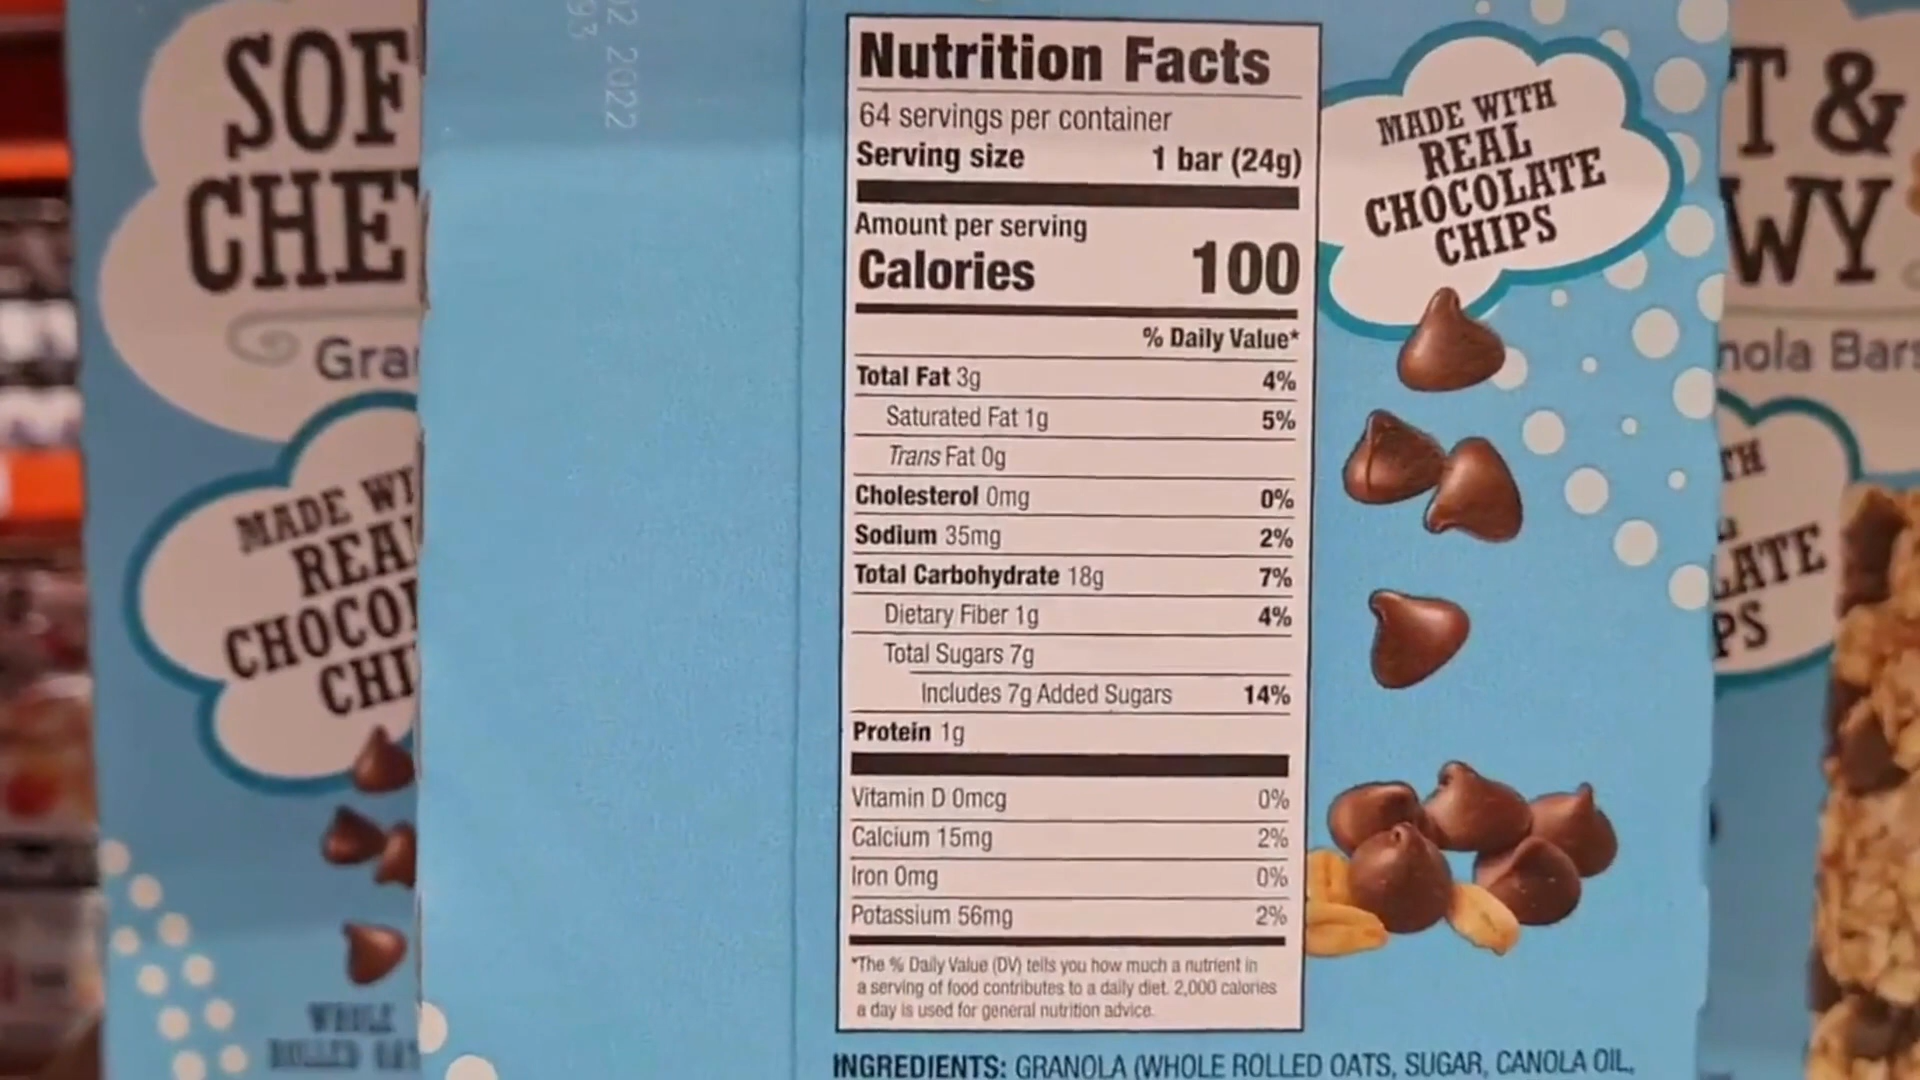 SOF
CHE
Gra
MADE WI
REAL
CHOCO
CHI
WHOLE
ROLLED OAT
2 2022
93
Nutrition Facts
64 servings per container
Serving size 1 bar (24g)
Amount per serving
Calories 100
% Daily Value*
Total Fat 3g 4%
Saturated Fat 1g 5%
Trans Fat 0g
Cholesterol 0mg 0%
Sodium 35mg 2%
Total Carbohydrate 18g 7%
Dietary Fiber 1g 4%
Total Sugars 7g
Includes 7g Added Sugars 14%
Protein 1g
Vitamin D 0mcg 0%
Calcium 15mg 2%
Iron 0mg 0%
Potassium 56mg 2%
*The % Daily Value (DV) tells you how much a nutrient in
a serving of food contributes to a daily diet. 2,000 calories
a day is used for general nutrition advice.
INGREDIENTS: GRANOLA (WHOLE ROLLED OATS, SUGAR, CANOLA OIL,
MADE WITH
REAL
CHOCOLATE
CHIPS
T &
WY
nola Bars
TH
LATE
PS